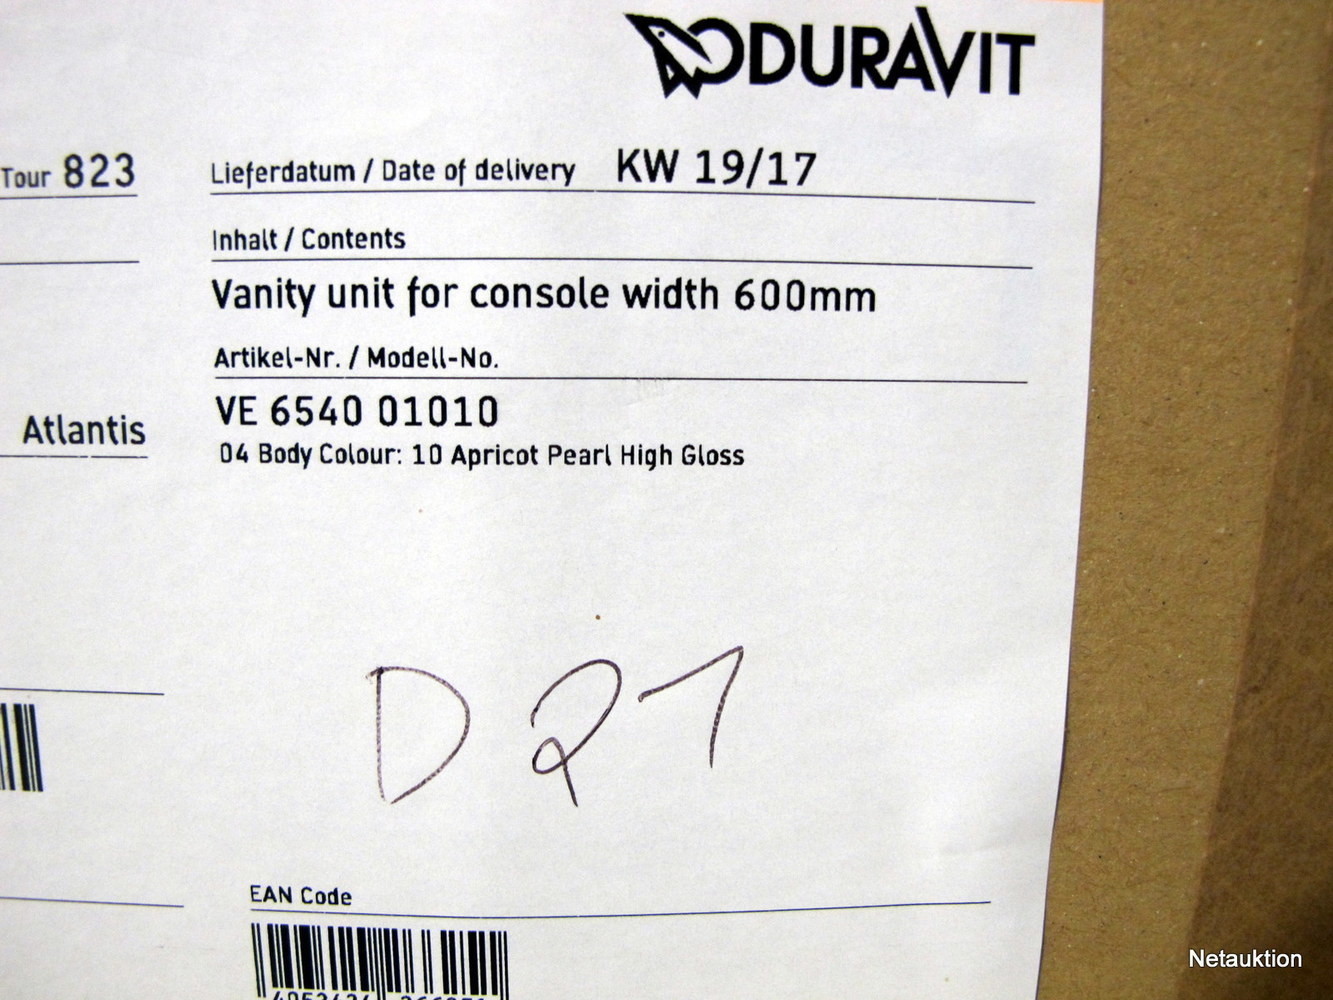 DURAVIT
Tour 823
Lieferdatum / Date of delivery KW 19/17
Inhalt / Contents
Vanity unit for console width 600mm
Artikel-Nr. / Modell-No.
VE 6540 01010
Atlantis
04 Body Colour: 10 Apricot Pearl High Gloss
D 21
EAN Code
Netauktion